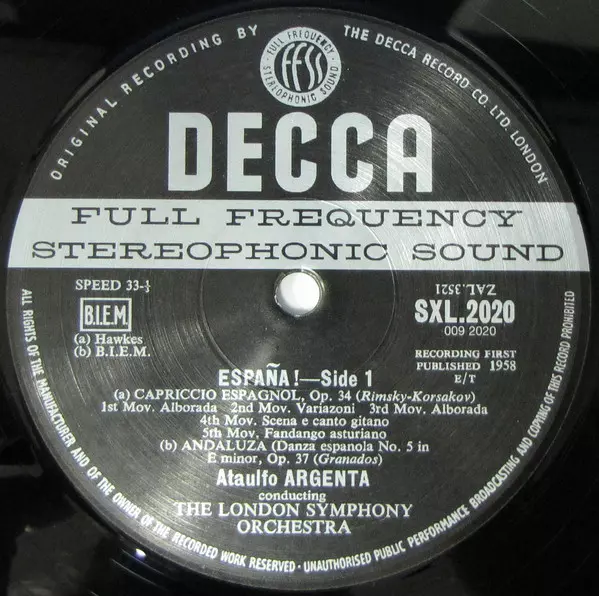 ORIGINAL RECORDING BY THE DECCA RECORD CO. LTD. LONDON
FULL FREQUENCY
FFSS
STEREOPHONIC SOUND
DECCA
FULL FREQUENCY
STEREOPHONIC SOUND
SPEED 33-⅓
ZAL.3521
B.I.E.M.
SXL.2020
009 2020
(a) Hawkes
(b) B.I.E.M.
RECORDING FIRST
PUBLISHED 1958
E/T
ESPAÑA!—Side 1
(a) CAPRICCIO ESPAGNOL, Op. 34 (Rimsky-Korsakov)
1st Mov. Alborada 2nd Mov. Variazoni 3rd Mov. Alborada
4th Mov. Scena e canto gitano
5th Mov. Fandango asturiano
(b) ANDALUZA (Danza espanola No. 5 in
E minor, Op. 37 (Granados)
Ataulfo ARGENTA
conducting
THE LONDON SYMPHONY
ORCHESTRA
ALL RIGHTS OF THE MANUFACTURER AND OF THE OWNER OF THE RECORDED WORK RESERVED · UNAUTHORISED PUBLIC PERFORMANCE BROADCASTING AND COPYING OF THIS RECORD PROHIBITED